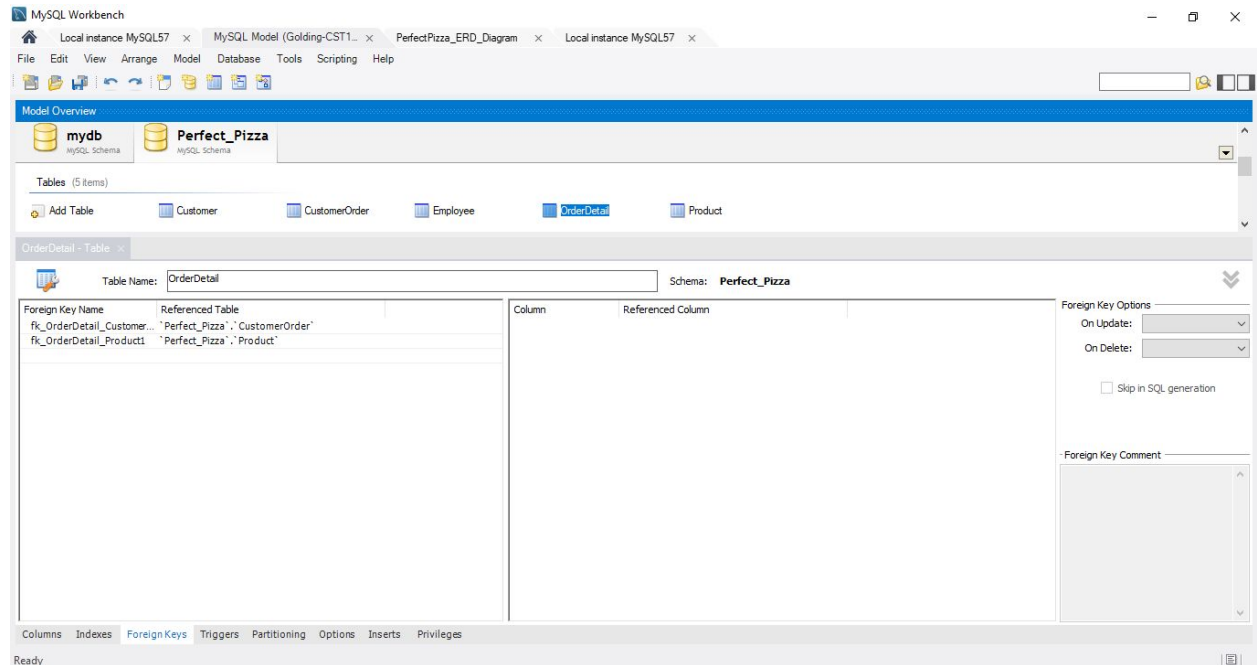 MySQL Workbench
Local instance MySQL57 × MySQL Model (Golding-CST1... × PerfectPizza_ERD_Diagram × Local instance MySQL57 ×
File Edit View Arrange Model Database Tools Scripting Help
Model Overview
mydb Perfect_Pizza
MySQL Schema MySQL Schema
Tables (5 items)
Add Table Customer CustomerOrder Employee OrderDetail Product
OrderDetail - Table ×
Table Name: OrderDetail Schema: Perfect_Pizza
Foreign Key Name Referenced Table Column Referenced Column Foreign Key Options
fk_OrderDetail_Customer... `Perfect_Pizza`.`CustomerOrder` On Update:
fk_OrderDetail_Product1 `Perfect_Pizza`.`Product` On Delete:
Skip in SQL generation
Foreign Key Comment
Columns Indexes Foreign Keys Triggers Partitioning Options Inserts Privileges
Ready